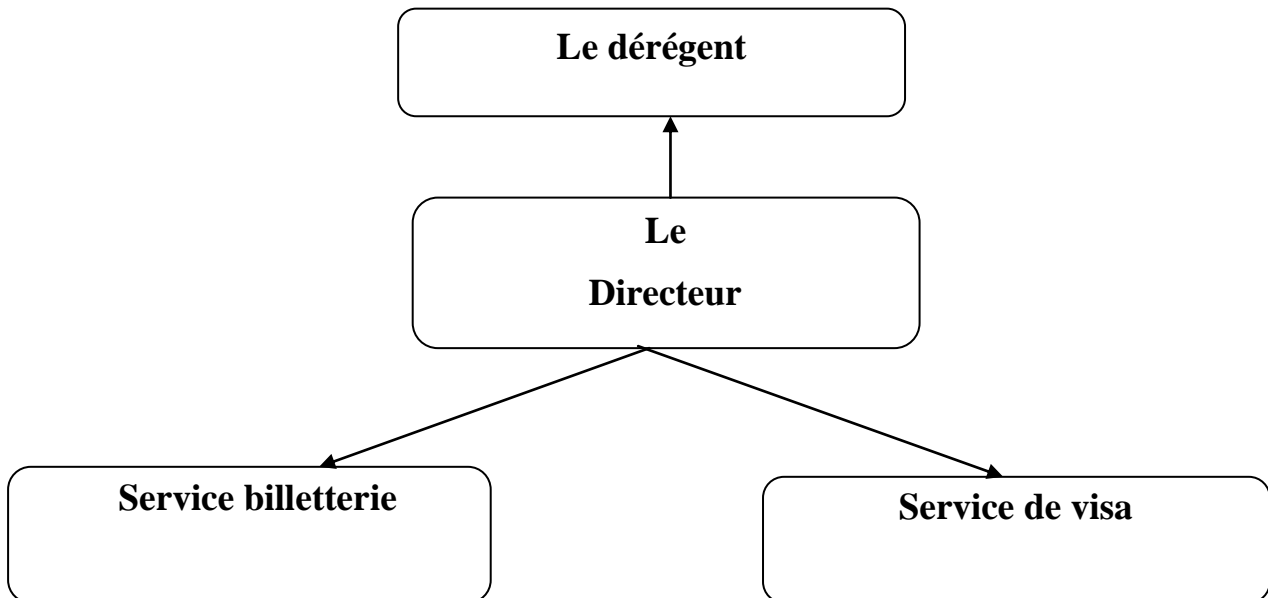 Le dérégent
Le
Directeur
Service billetterie
Service de visa